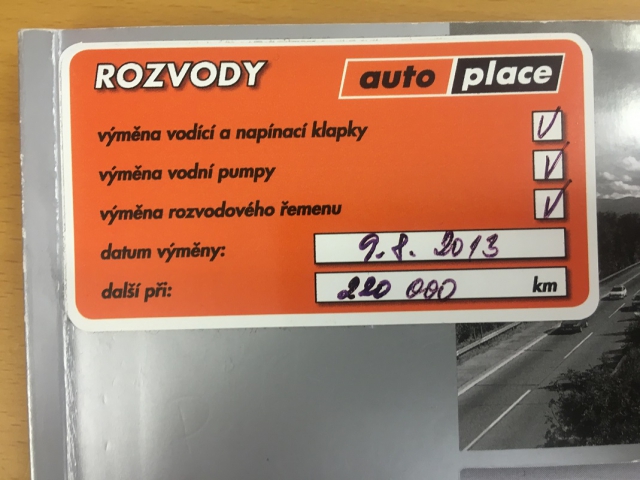 ROZVODY
auto place
výměna vodící a napínací klapky
výměna vodní pumpy
výměna rozvodového řemenu
datum výměny: 9.8. 2013
další při: 220 000 km